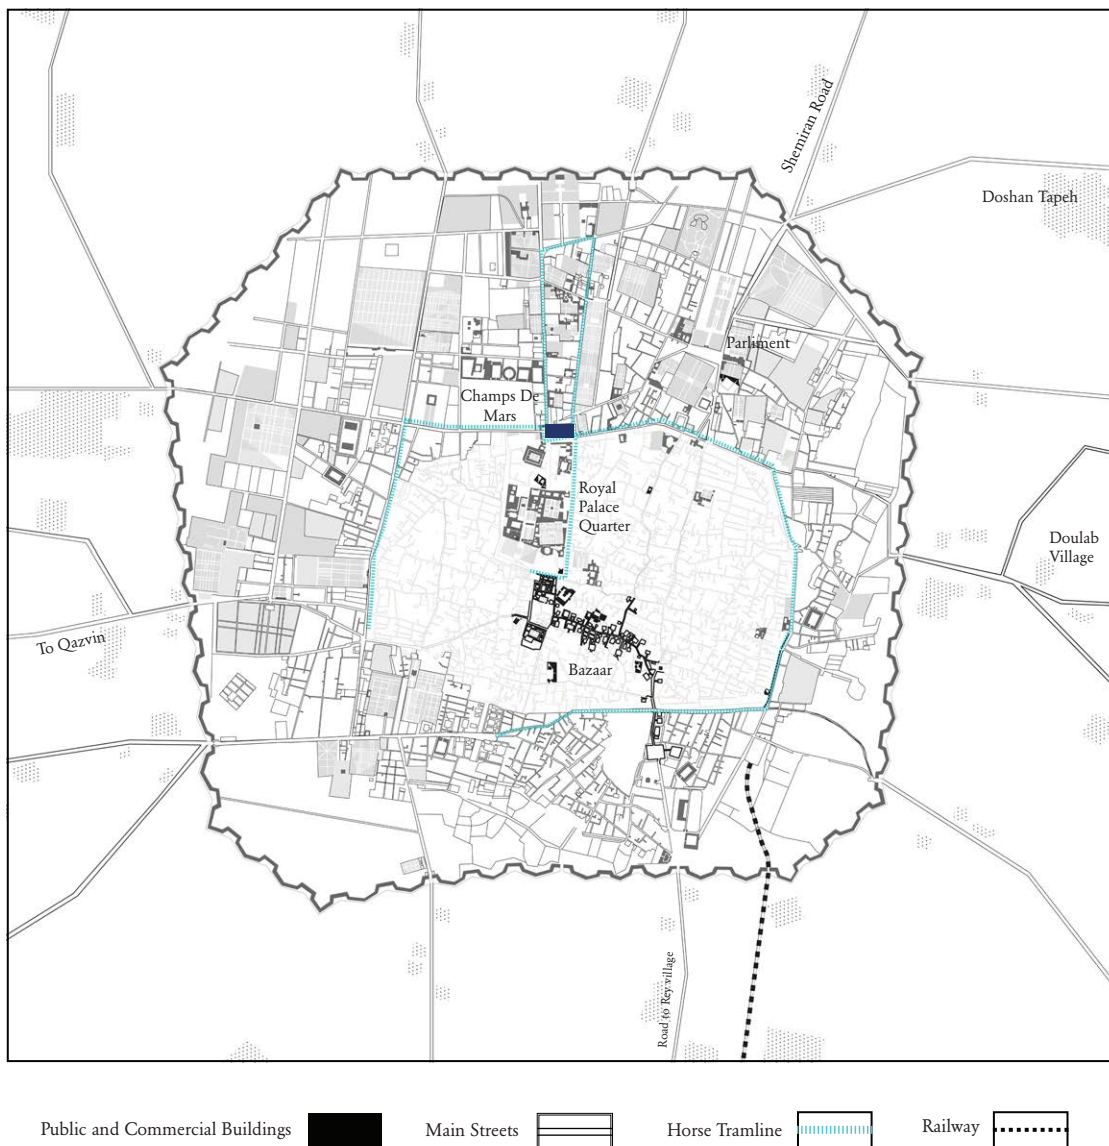 Shemiran Road
Doshan Tapeh
Parliment
Champs De
Mars
Royal
Palace
Quarter
Doulab
Village
To Qazvin
Bazaar
Road to Rey village
Public and Commercial Buildings
Main Streets
Horse Tramline
Railway